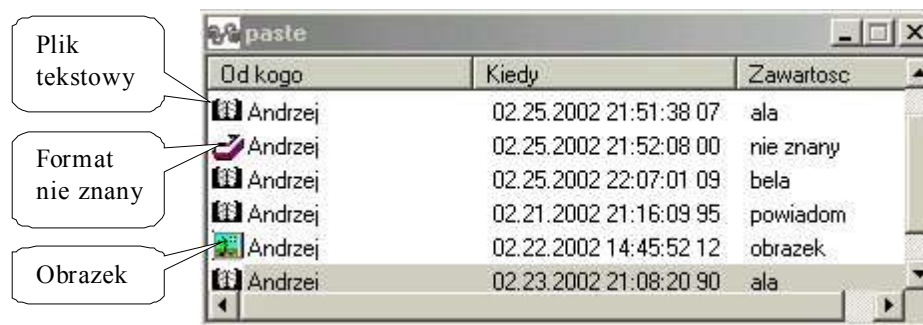 Plik
tekstowy
Format
nie znany
Obrazek
paste
Od kogo Kiedy Zawartosc
Andrzej 02.25.2002 21:51:38 07 ala
Andrzej 02.25.2002 21:52:08 00 nie znany
Andrzej 02.25.2002 22:07:01 09 bela
Andrzej 02.21.2002 21:16:09 95 powiadom
Andrzej 02.22.2002 14:45:52 12 obrazek
Andrzej 02.23.2002 21:08:20 90 ala